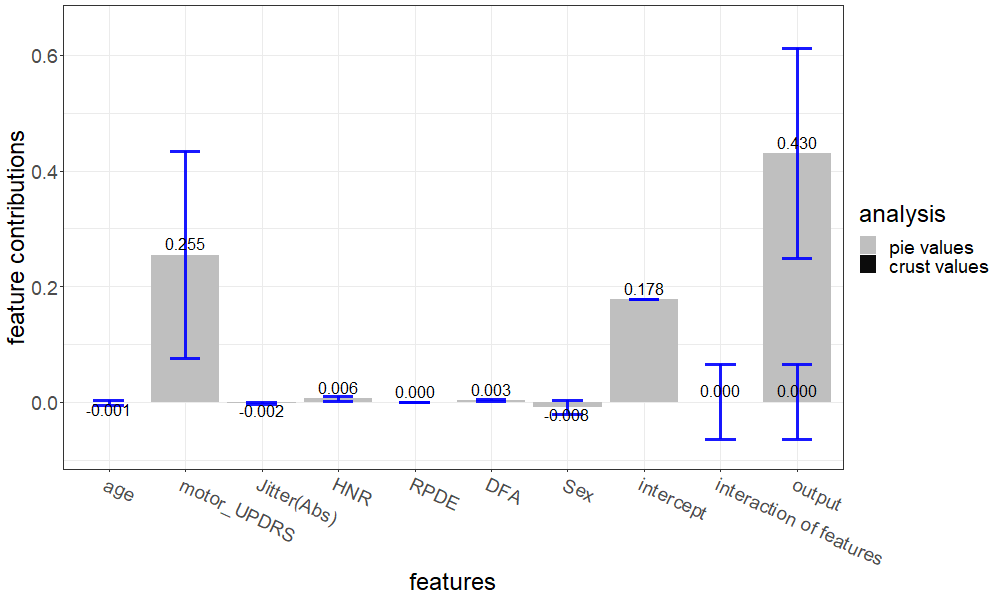 0.6
0.4
0.2
0.0
feature contributions
-0.001
0.255
-0.002
0.006
0.000
0.003
-0.008
0.178
0.000
0.430
0.000
age
motor_UPDRS
Jitter(Abs)
HNR
RPDE
DFA
Sex
intercept
interaction of features
output
features
analysis
pie values
crust values